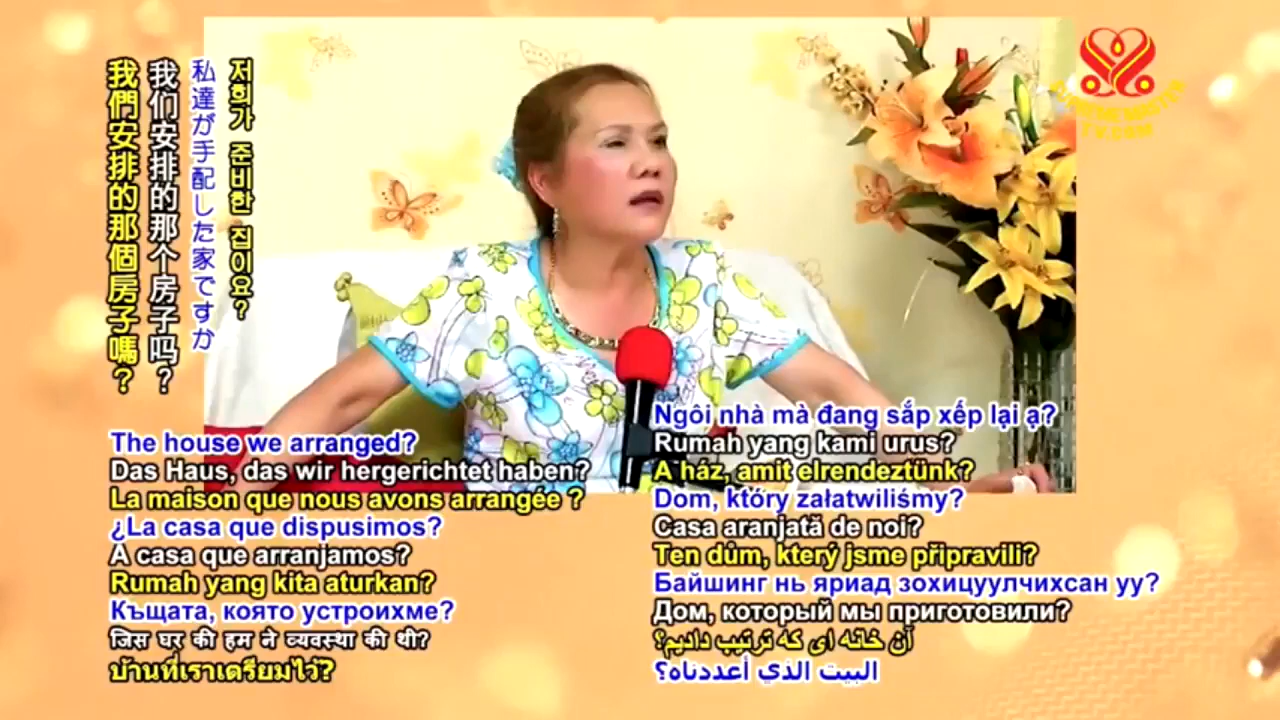 我們安排的那個房子嗎？
我们安排的那个房子吗？
私達が手配した家ですか
저희가 준비한 집이요?
The house we arranged?
Das Haus, das wir hergerichtet haben?
La maison que nous avons arrangée ?
¿La casa que dispusimos?
A casa que arranjamos?
Rumah yang kita aturkan?
Къщата, която устроихме?
जिस घर की हम ने व्यवस्था की थी?
บ้านที่เราเตรียมไว้?
Ngôi nhà mà đang sắp xếp lại ạ?
Rumah yang kami urus?
A ház, amit elrendeztünk?
Dom, który załatwiliśmy?
Casa aranjată de noi?
Ten dům, který jsme připravili?
Байшинг нь яриад зохицуулчихсан уу?
Дом, который мы приготовили?
آن خانه ای که ترتیب دادیم؟
البيت الذي أعددناه؟